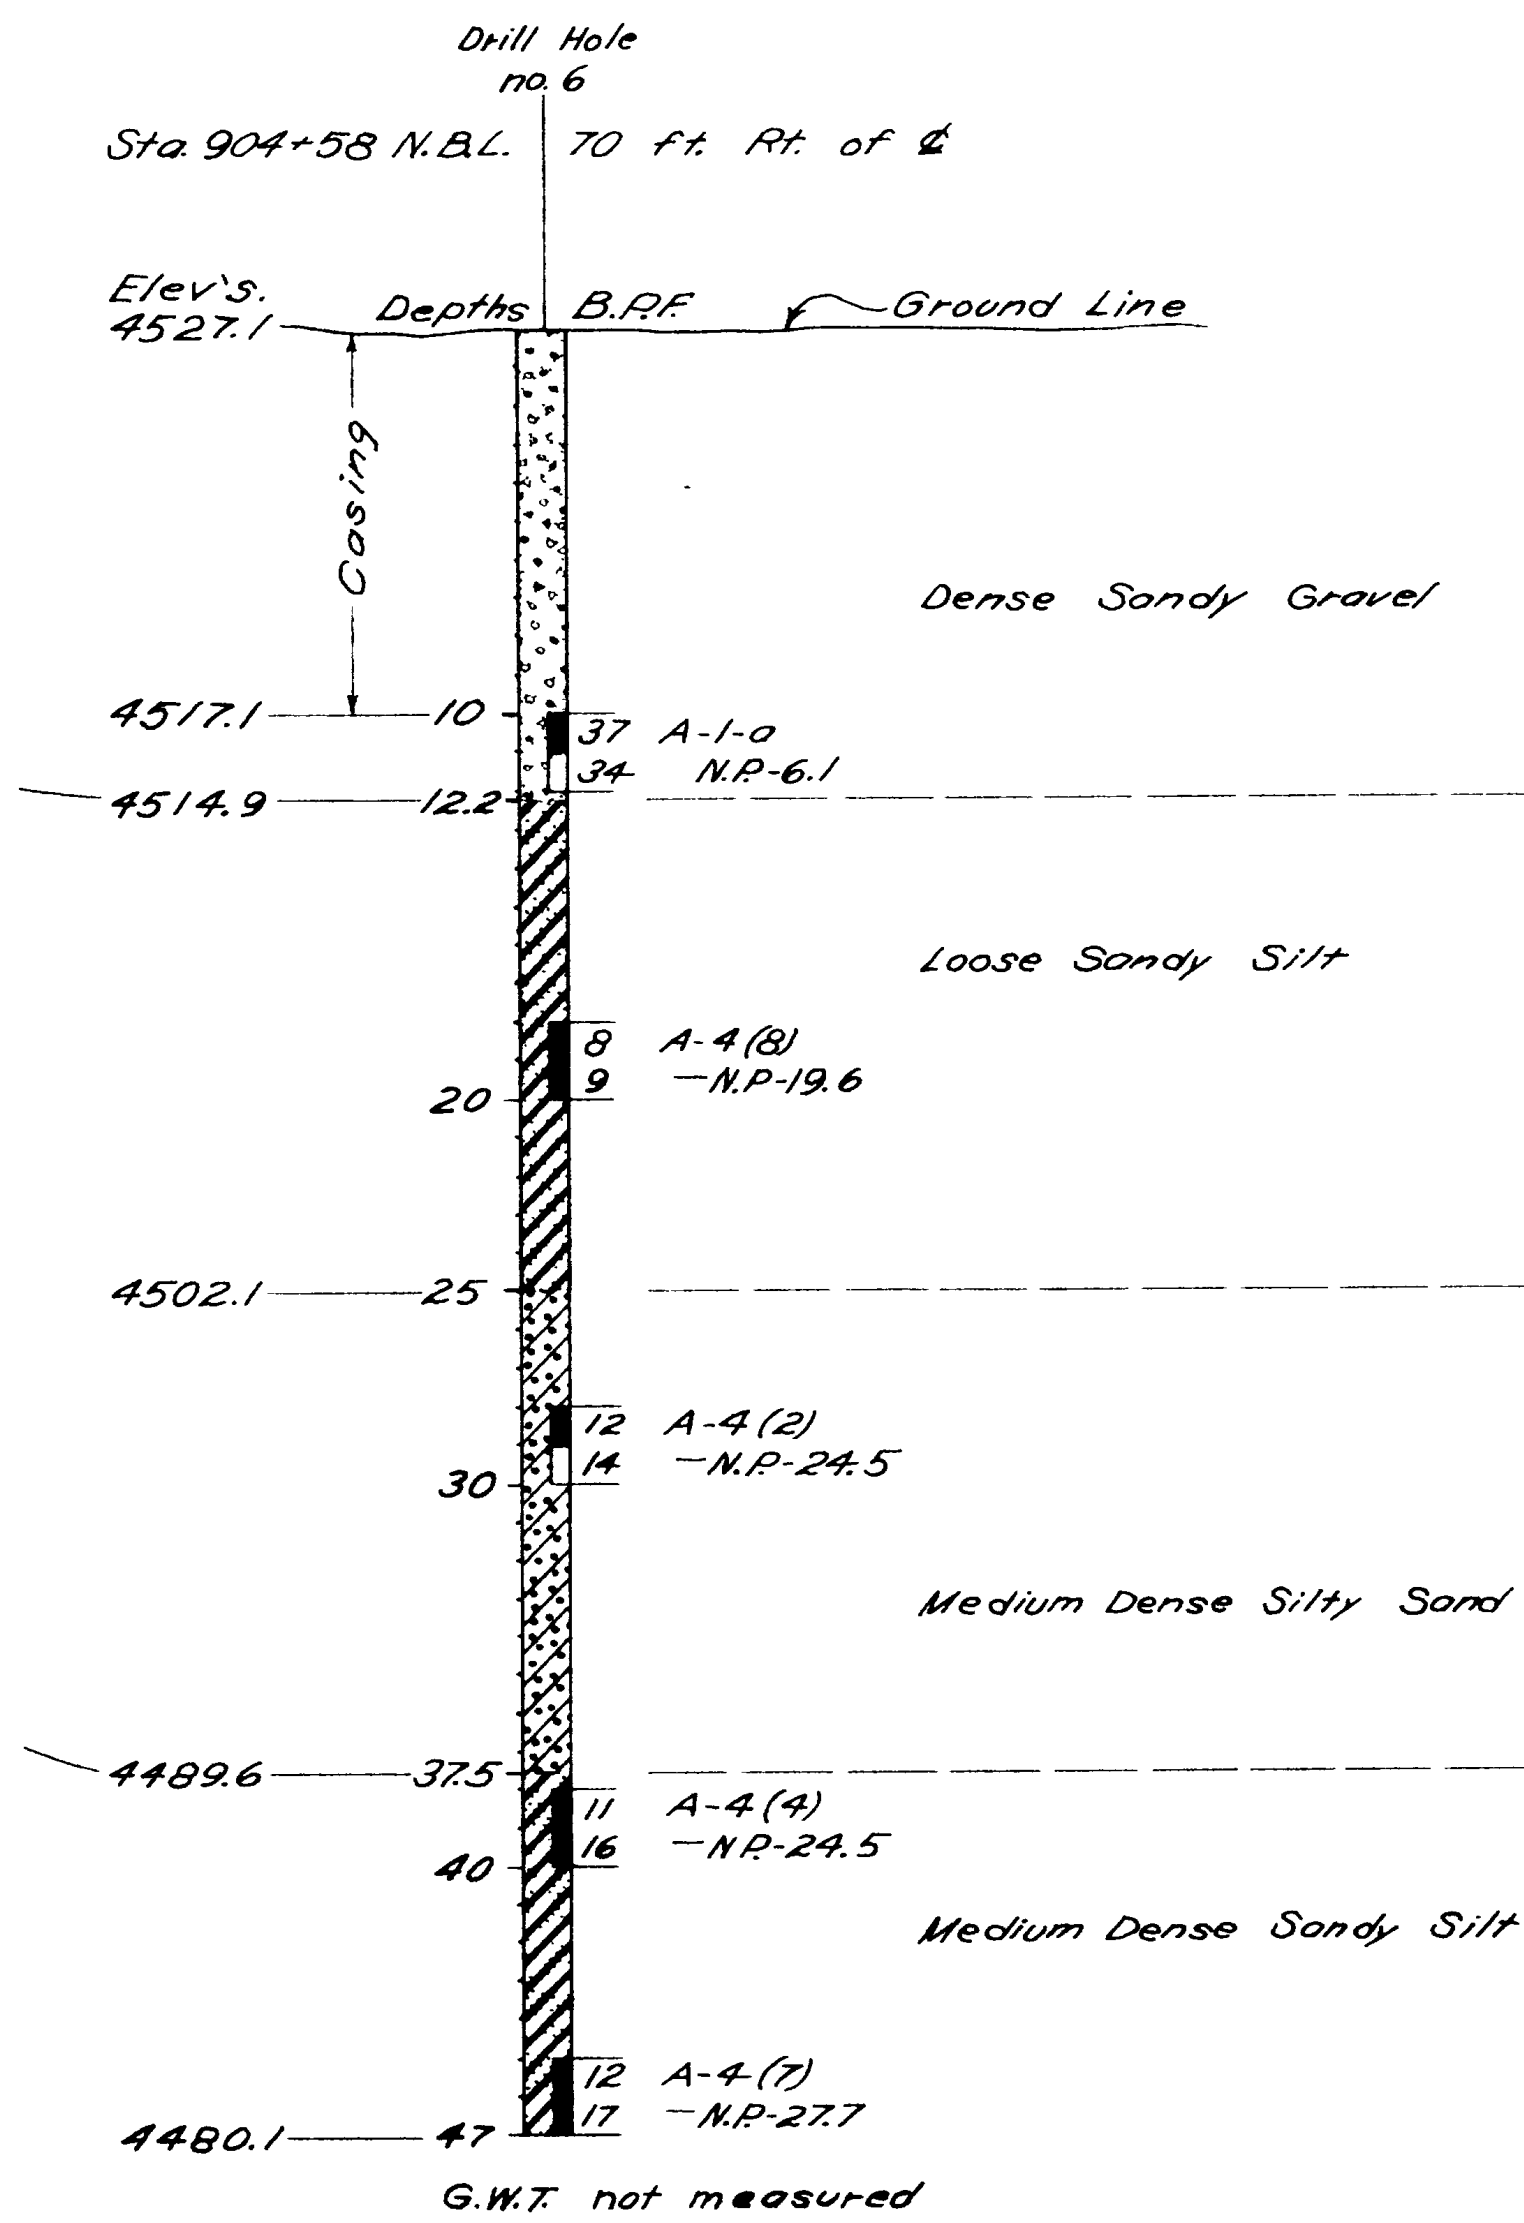 Drill Hole
no. 6
Sta. 904+58 N.B.L. 70 ft. Rt. of ℄
Elev's.
4527.1 Depths B.P.F. Ground Line
Casing
Dense Sandy Gravel
4517.1 10
37 A-1-a
34 N.P.-6.1
4514.9 12.2
Loose Sandy Silt
8 A-4(8)
9 -N.P-19.6
20
4502.1 25
12 A-4(2)
14 -N.P.-24.5
30
Medium Dense Silty Sand
4489.6 37.5
11 A-4(4)
16 -N P.-24.5
40
Medium Dense Sandy Silt
12 A-4(7)
17 -N.P.-27.7
4480.1 47
G.W.T. not measured